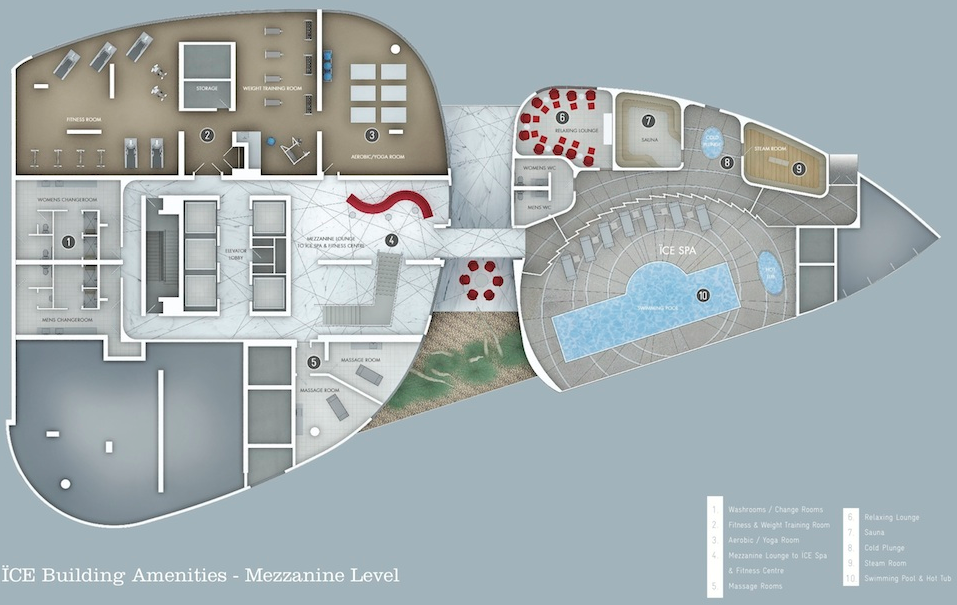 STORAGE
WEIGHT TRAINING ROOM
FITNESS ROOM
2
3
AEROBIC/YOGA ROOM
6
RELAXING LOUNGE
7
SAUNA
COLD
PLUNGE
8
STEAM ROOM
9
WOMENS WC
MENS WC
WOMENS CHANGEROOM
1
MENS CHANGEROOM
ELEVATOR
LOBBY
MEZZANINE LOUNGE
TO ÏCE SPA & FITNESS CENTRE
4
ÏCE SPA
HOT
TUB
10
SWIMMING POOL
5
MASSAGE ROOM
MASSAGE ROOM
1. Washrooms / Change Rooms
2. Fitness & Weight Training Room
3. Aerobic / Yoga Room
4. Mezzanine Lounge to ÏCE Spa
& Fitness Centre
5. Massage Rooms
6. Relaxing Lounge
7. Sauna
8. Cold Plunge
9. Steam Room
10. Swimming Pool & Hot Tub
ÏCE Building Amenities - Mezzanine Level